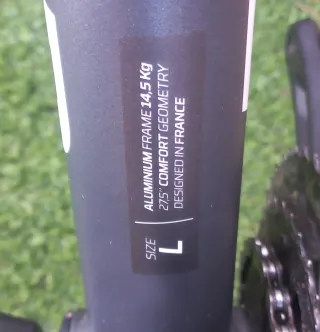 ALUMINIUM FRAME 14,5 Kg
27,5" COMFORT GEOMETRY
DESIGNED IN FRANCE
SIZE
L